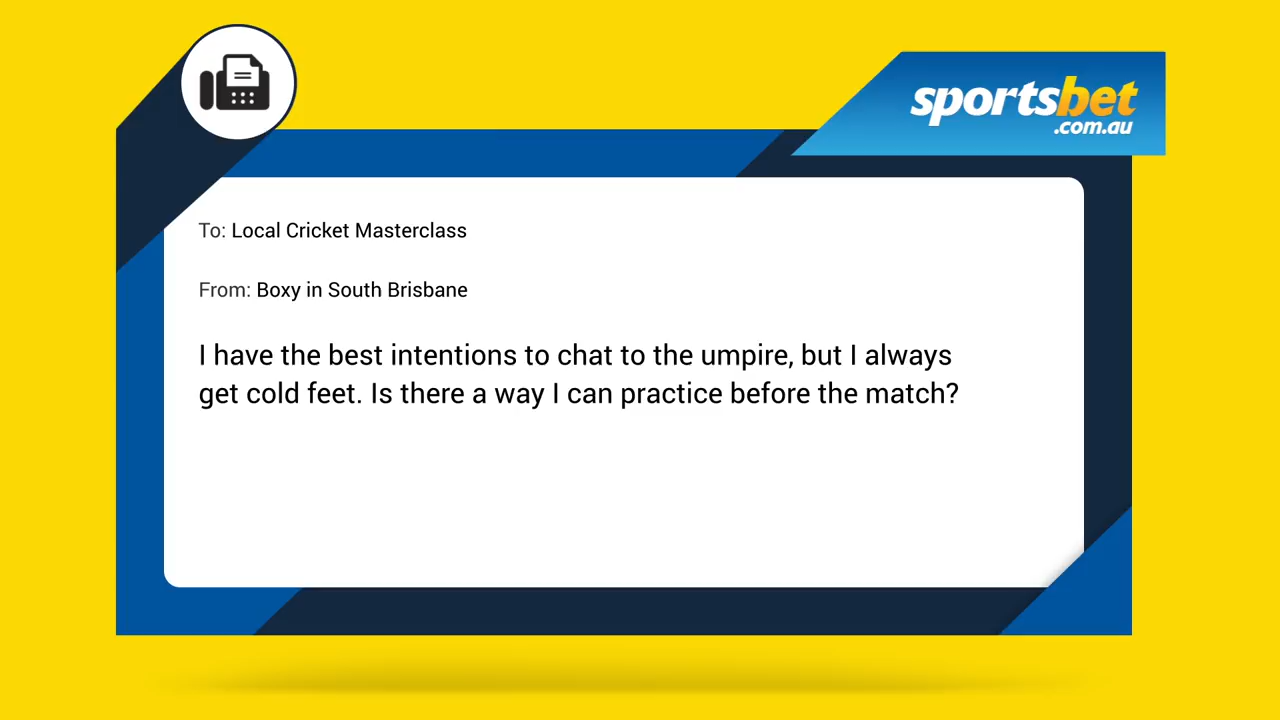 sportsbet
.com.au
To: Local Cricket Masterclass
From: Boxy in South Brisbane
I have the best intentions to chat to the umpire, but I always
get cold feet. Is there a way I can practice before the match?